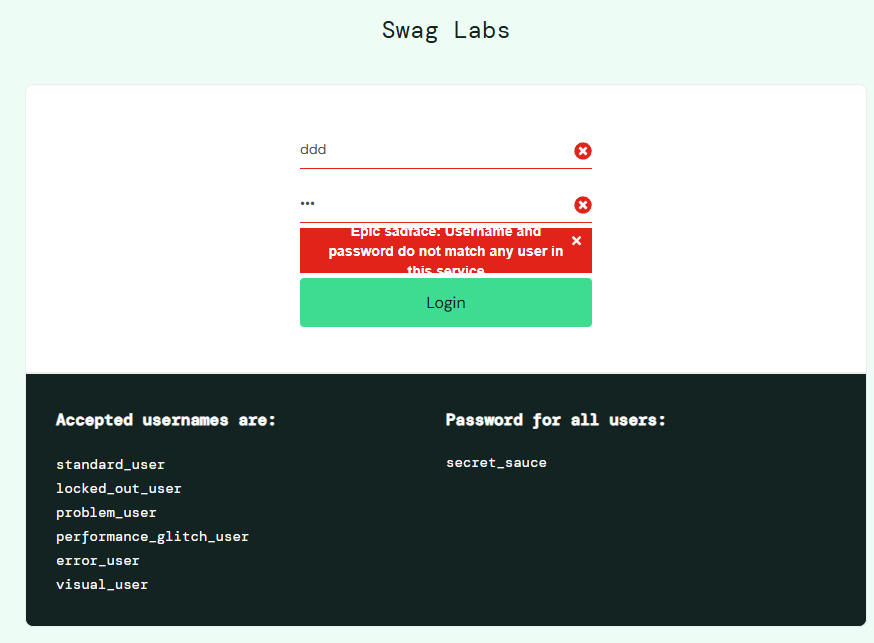 Swag Labs
ddd
•••
Epic sadface: Username and
password do not match any user in
this service
Login
Accepted usernames are:
Password for all users:
standard_user
secret_sauce
locked_out_user
problem_user
performance_glitch_user
error_user
visual_user